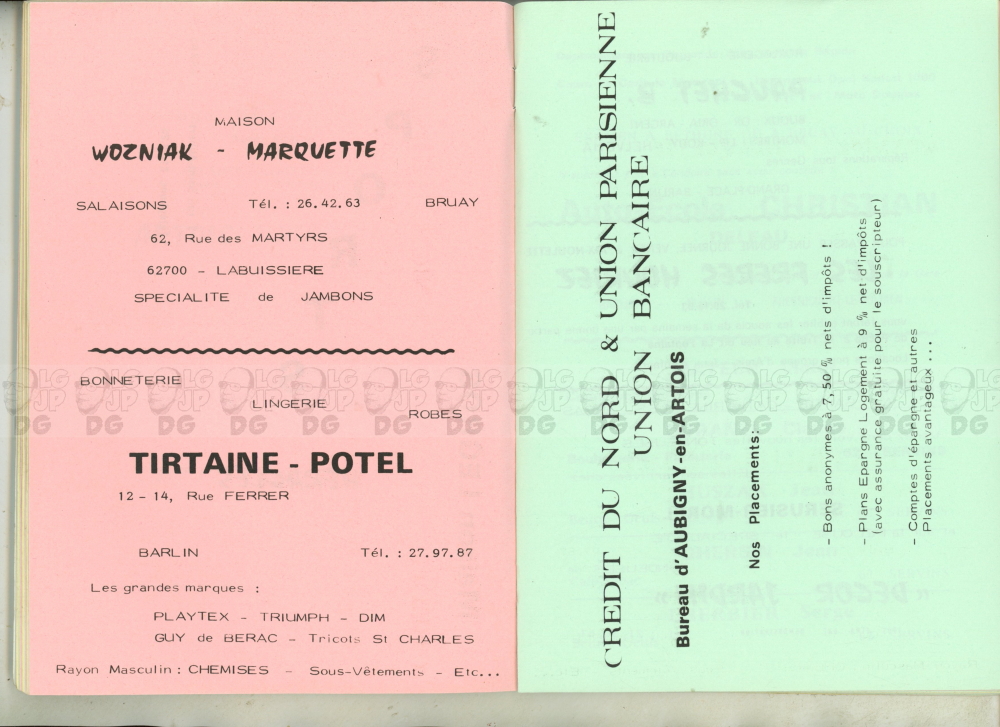 MAISON
WOZNIAK - MARQUETTE
SALAISONS Tél. : 26.42.63 BRUAY
62, Rue des MARTYRS
62700 - LABUISSIERE
SPECIALITE de JAMBONS
BONNETERIE
LINGERIE
ROBES
TIRTAINE - POTEL
12 - 14, Rue FERRER
BARLIN Tél. : 27.97.87
Les grandes marques :
PLAYTEX - TRIUMPH - DIM
GUY de BERAC - Tricots St CHARLES
Rayon Masculin : CHEMISES - Sous-Vêtements - Etc...
CREDIT DU NORD & UNION PARISIENNE
UNION BANCAIRE
Bureau d'AUBIGNY-en-ARTOIS
Nos Placements:
- Bons anonymes à 7,50 % nets d'impôts !
- Plans Epargne Logement à 9 % net d'impôts
(avec assurance gratuite pour le souscripteur)
- Comptes d'épargne et autres
Placements avantageux ...